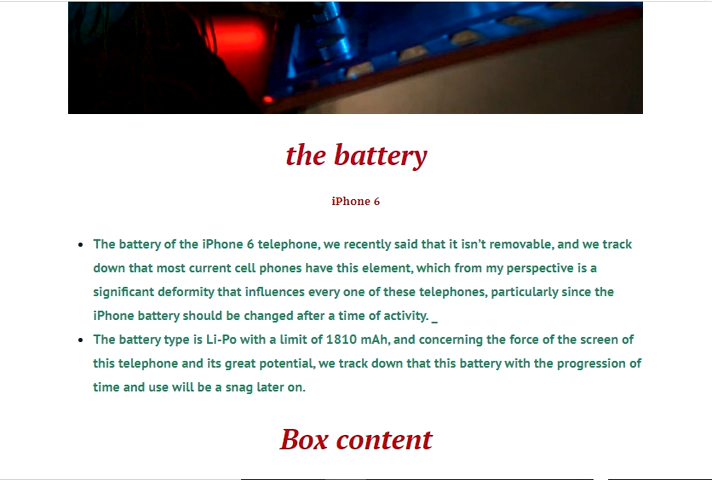 the battery
iPhone 6
The battery of the iPhone 6 telephone, we recently said that it isn't removable, and we track
down that most current cell phones have this element, which from my perspective is a
significant deformity that influences every one of these telephones, particularly since the
iPhone battery should be changed after a time of activity. _
The battery type is Li-Po with a limit of 1810 mAh, and concerning the force of the screen of
this telephone and its great potential, we track down that this battery with the progression of
time and use will be a snag later on.
Box content